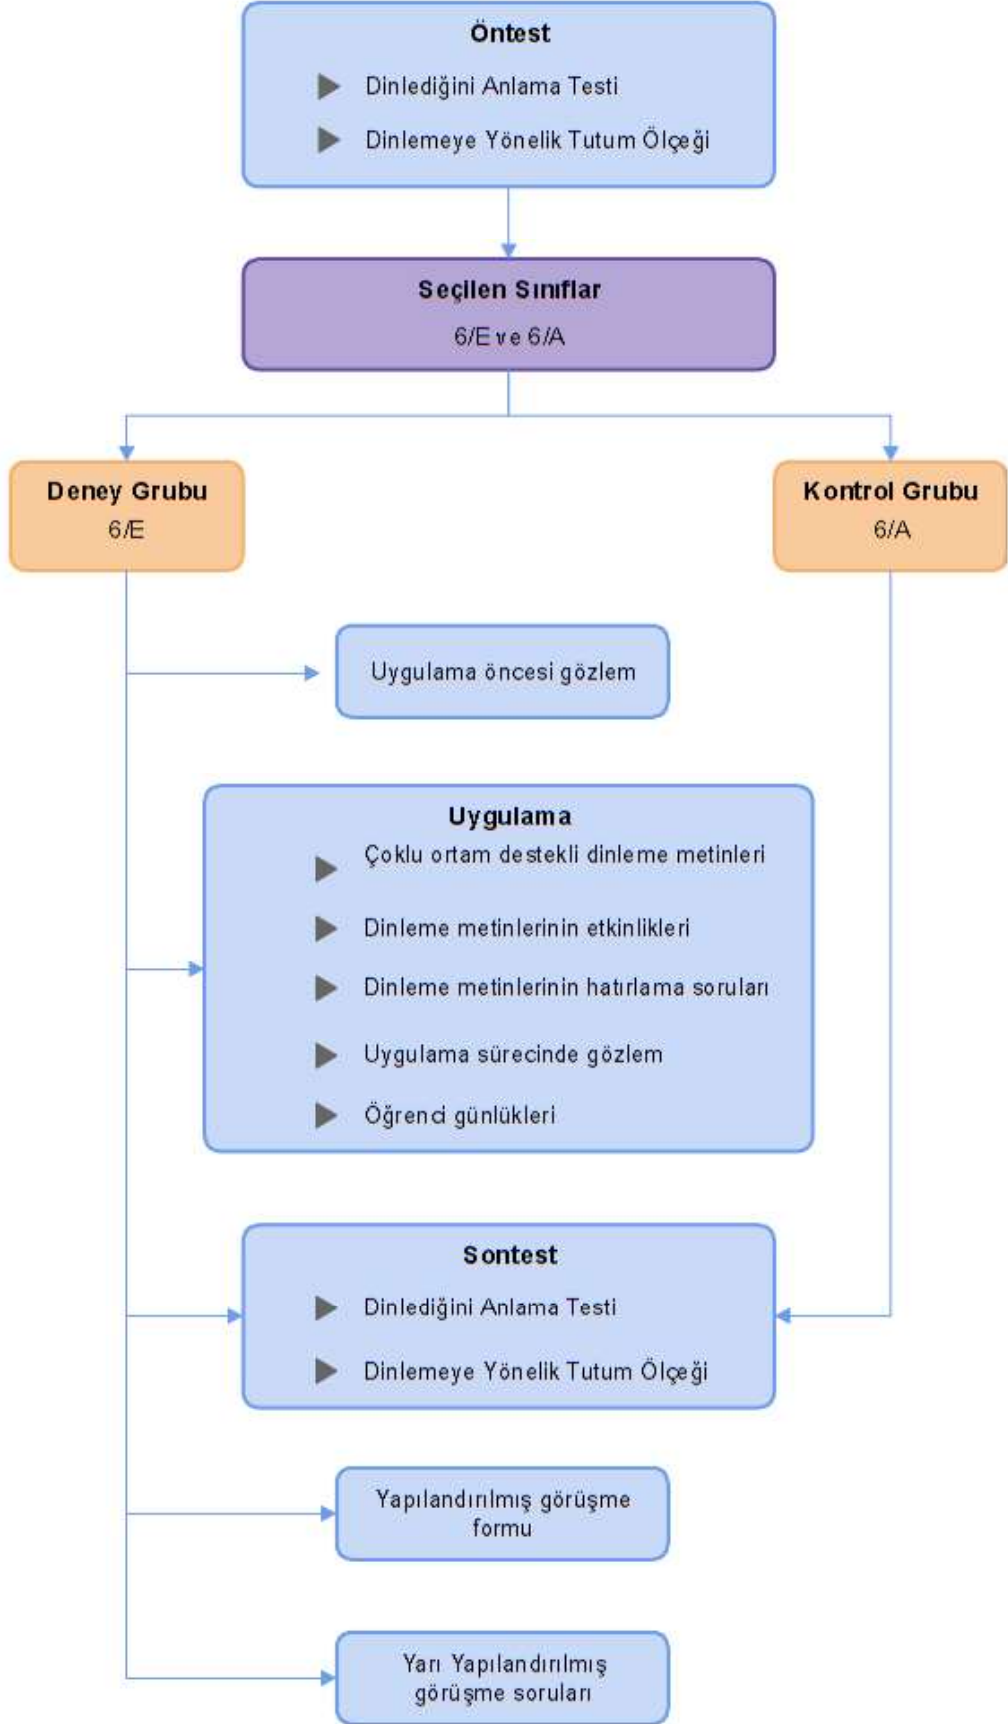 Öntest
Dinlediğini Anlama Testi
Dinlemeye Yönelik Tutum Ölçeği
Seçilen Sınıflar
6/E ve 6/A
Deney Grubu
6/E
Kontrol Grubu
6/A
Uygulama öncesi gözlem
Uygulama
Çoklu ortam destekli dinleme metinleri
Dinleme metinlerinin etkinlikleri
Dinleme metinlerinin hatırlama soruları
Uygulama sürecinde gözlem
Öğrenci günlükleri
Sontest
Dinlediğini Anlama Testi
Dinlemeye Yönelik Tutum Ölçeği
Yapılandırılmış görüşme
formu
Yarı Yapılandırılmış
görüşme soruları